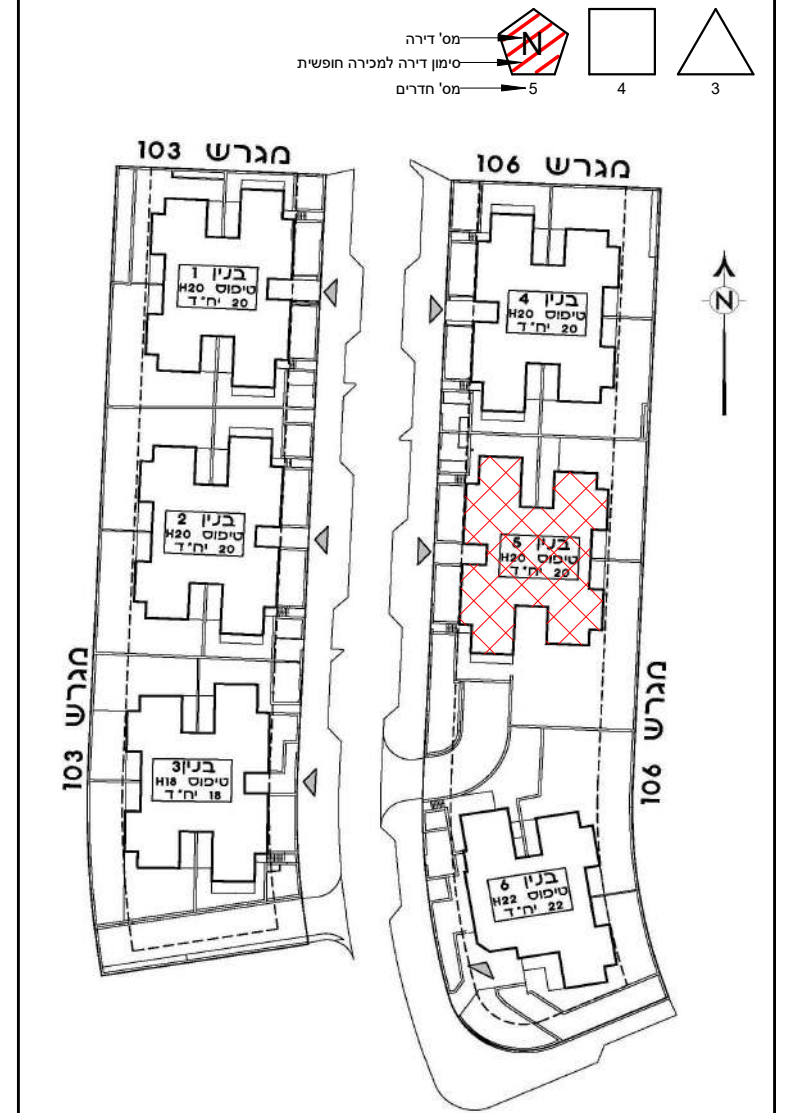 מס' דירה
N
סימון דירה למכירה חופשית
מס' חדרים
5
4
3
מגרש 103
מגרש 106
בנין 1
טיפוס H20
20 יח"ד
בנין 4
טיפוס H20
20 יח"ד
N
בנין 2
טיפוס H20
20 יח"ד
בנין 5
טיפוס H20
20 יח"ד
מגרש 103
מגרש 106
בנין 3
טיפוס H18
18 יח"ד
בנין 6
טיפוס H22
22 יח"ד